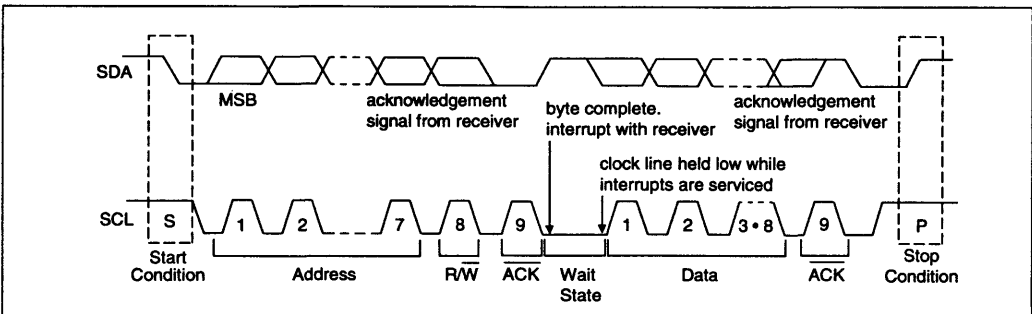 SDA
MSB
acknowledgement
signal from receiver
byte complete.
interrupt with receiver
acknowledgement
signal from receiver
clock line held low while
interrupts are serviced
SCL
S 1 2 7 8 9 1 2 3•8 9 P
Start
Condition
Address
R/W̅
A̅C̅K̅
Wait
State
Data
A̅C̅K̅
Stop
Condition